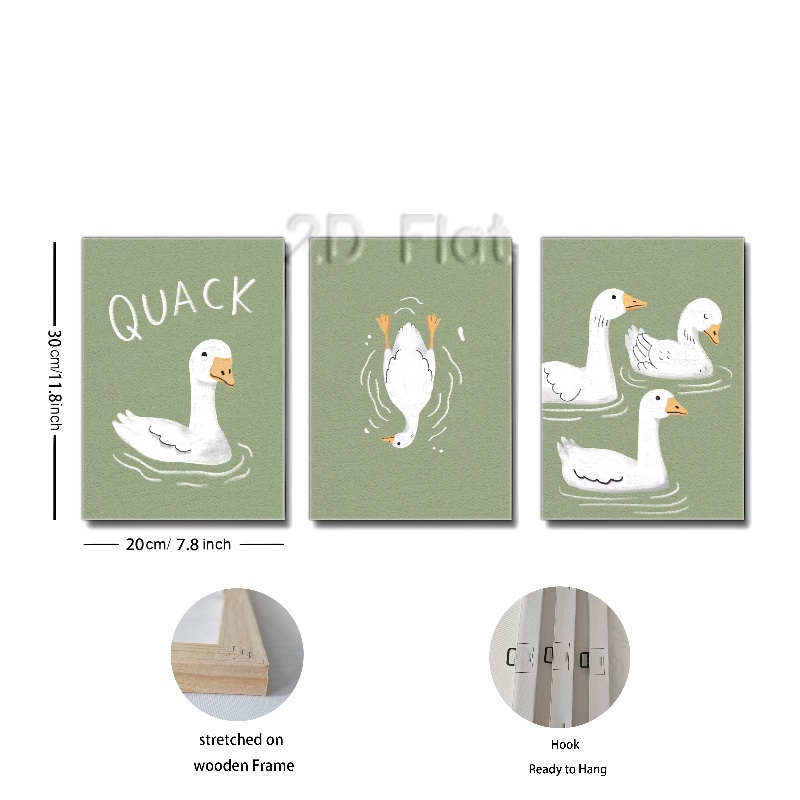 2D Flat
QUACK
30cm/11.8inch
20cm/ 7.8 inch
stretched on
wooden Frame
Hook
Ready to Hang